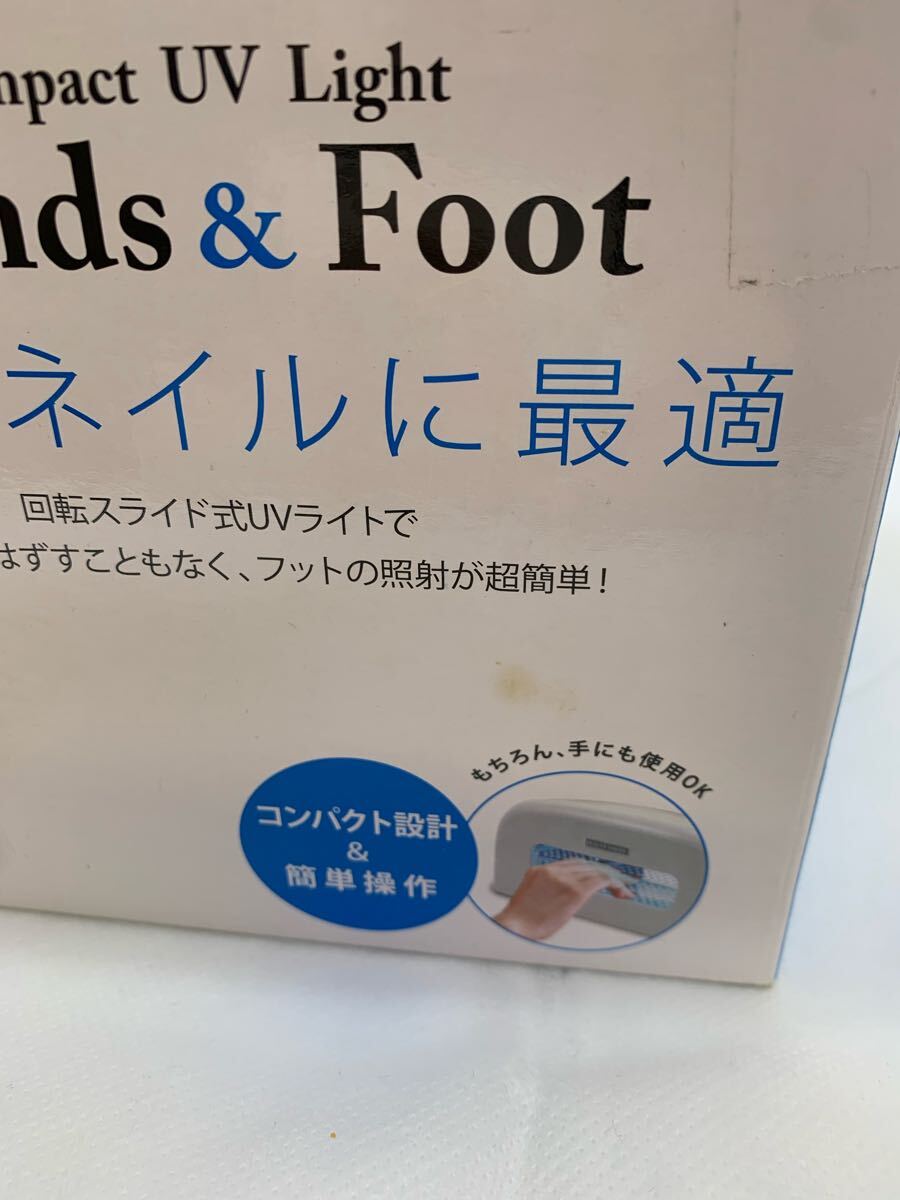 mpact UV Light
nds & Foot
ネイルに最適
回転スライド式UVライトで
はずすこともなく、フットの照射が超簡単!
もちろん、手にも使用OK
コンパクト設計
&
簡単操作